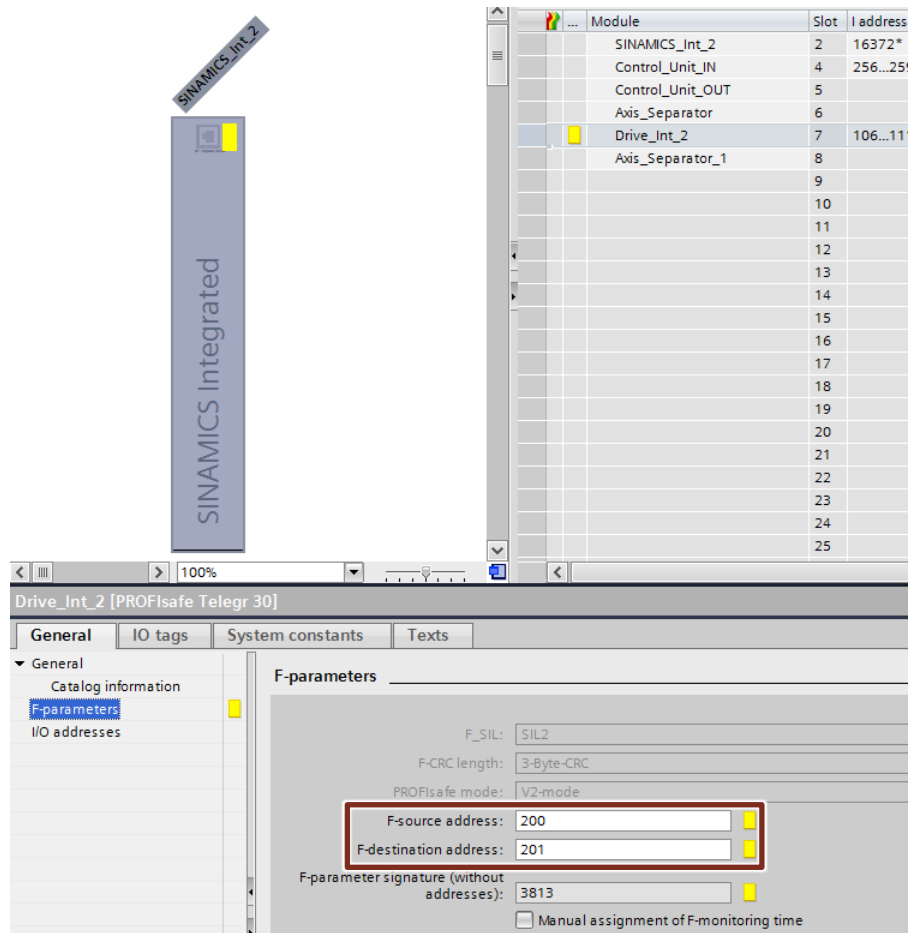 SINAMICS_Int_2
SINAMICS Integrated
... Module Slot I address
SINAMICS_Int_2 2 16372*
Control_Unit_IN 4 256...259
Control_Unit_OUT 5
Axis_Separator 6
Drive_Int_2 7 106...111
Axis_Separator_1 8
9
10
11
12
13
14
15
16
17
18
19
20
21
22
23
24
25
100%
Drive_Int_2 [PROFIsafe Telegr 30]
General IO tags System constants Texts
General
Catalog information
F-parameters
I/O addresses
F-parameters
F_SIL: SIL2
F-CRC length: 3-Byte-CRC
PROFIsafe mode: V2-mode
F-source address: 200
F-destination address: 201
F-parameter signature (without
addresses): 3813
Manual assignment of F-monitoring time